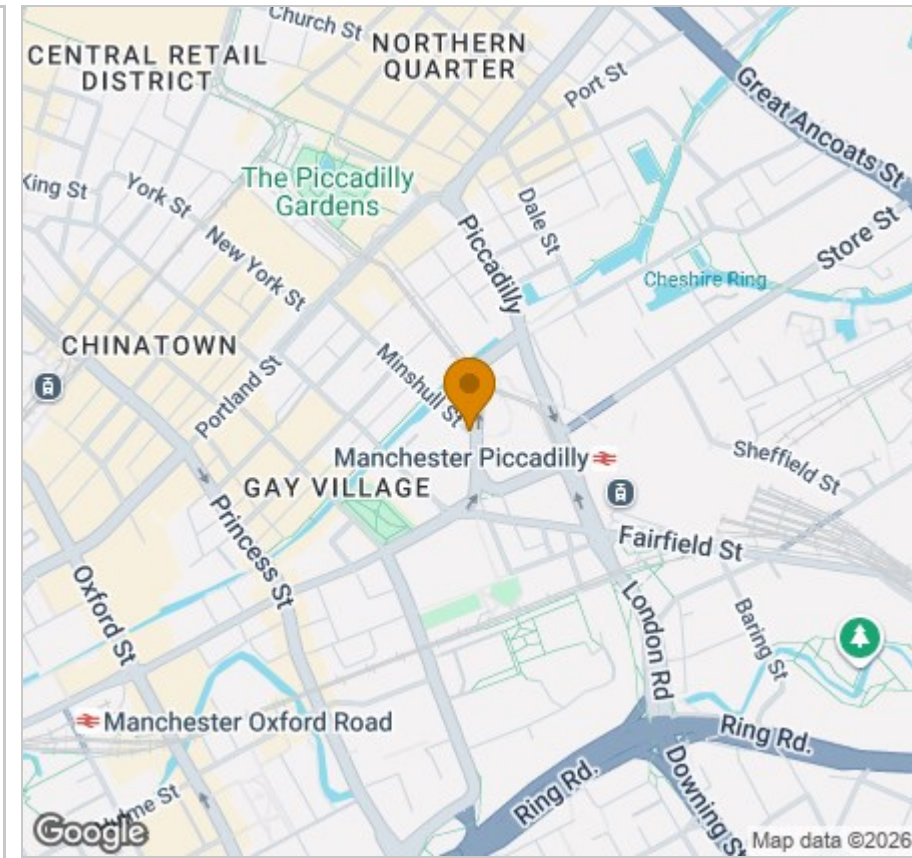 Church St
NORTHERN
QUARTER
CENTRAL RETAIL
DISTRICT
Port St
Great Ancoats St
King St
York St
The Piccadilly
Gardens
New York St
Piccadilly
Dale St
Store St
Cheshire Ring
CHINATOWN
Portland St
Minshull St
Manchester Piccadilly
Sheffield St
GAY VILLAGE
Princess St
Fairfield St
Oxford St
London Rd
Baring St
Manchester Oxford Road
Ring Rd.
Ring Rd.
Downing St
Google
Map data ©2026